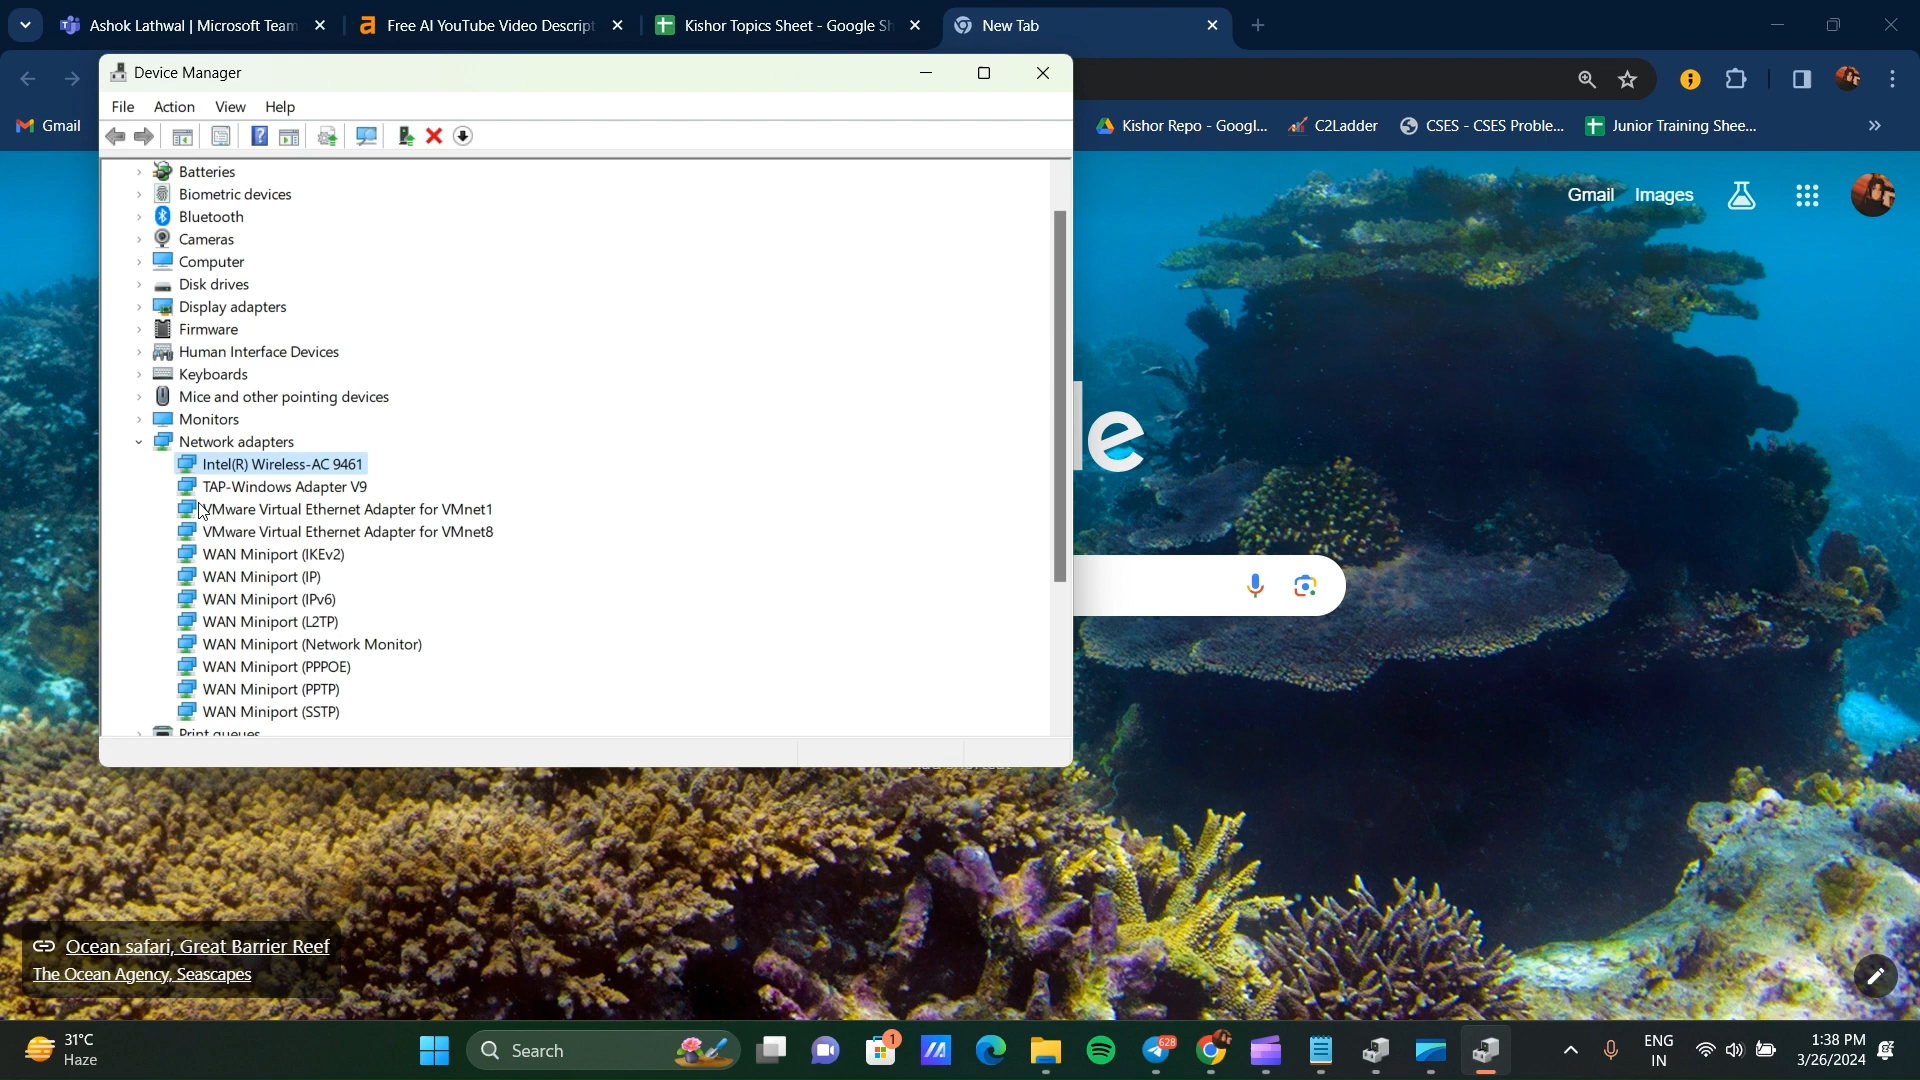 Ashok Lathwal | Microsoft Team
Free AI YouTube Video Descript
Kishor Topics Sheet - Google Sh
New Tab
Device Manager
File Action View Help
Gmail
Kishor Repo - Googl...
C2Ladder
CSES - CSES Proble...
Junior Training Shee...
Batteries
Biometric devices
Bluetooth
Cameras
Computer
Disk drives
Display adapters
Firmware
Human Interface Devices
Keyboards
Mice and other pointing devices
Monitors
Network adapters
Intel(R) Wireless-AC 9461
TAP-Windows Adapter V9
VMware Virtual Ethernet Adapter for VMnet1
VMware Virtual Ethernet Adapter for VMnet8
WAN Miniport (IKEv2)
WAN Miniport (IP)
WAN Miniport (IPv6)
WAN Miniport (L2TP)
WAN Miniport (Network Monitor)
WAN Miniport (PPPOE)
WAN Miniport (PPTP)
WAN Miniport (SSTP)
Print queues
Gmail Images
le
Ocean safari, Great Barrier Reef
The Ocean Agency, Seascapes
31°C
Haze
Search
1
628
ENG
IN
1:38 PM
3/26/2024